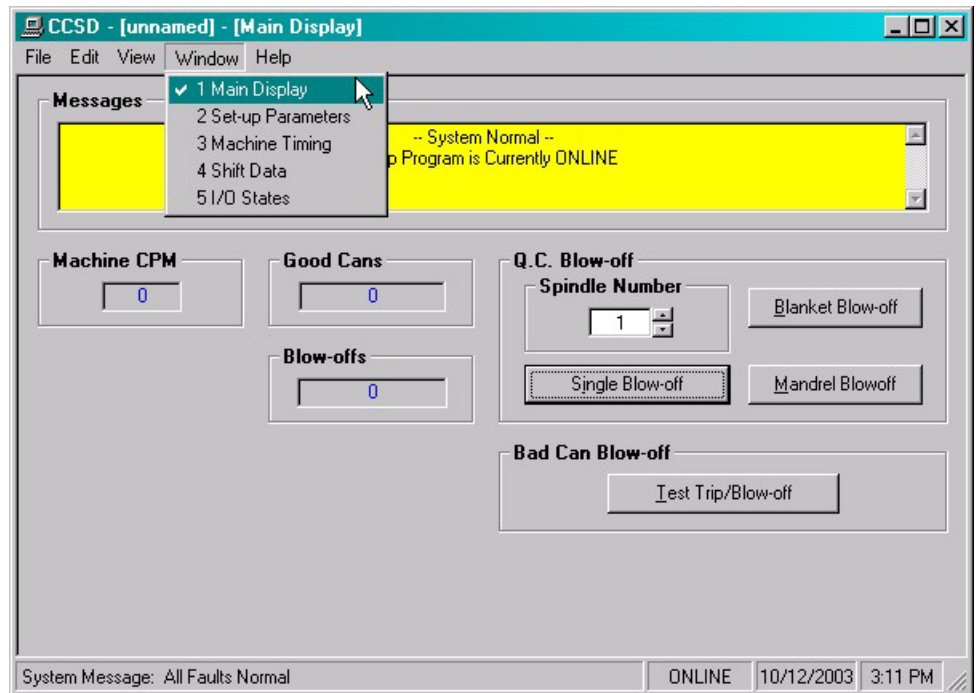 CCSD - [unnamed] - [Main Display]
File Edit View Window Help
Messages
✓ 1 Main Display
2 Set-up Parameters
3 Machine Timing
4 Shift Data
5 I/O States
-- System Normal --
p Program is Currently ONLINE
Machine CPM
0
Good Cans
0
Blow-offs
0
Q.C. Blow-off
Spindle Number
1
Blanket Blow-off
Single Blow-off
Mandrel Blowoff
Bad Can Blow-off
Test Trip/Blow-off
System Message: All Faults Normal
ONLINE
10/12/2003
3:11 PM